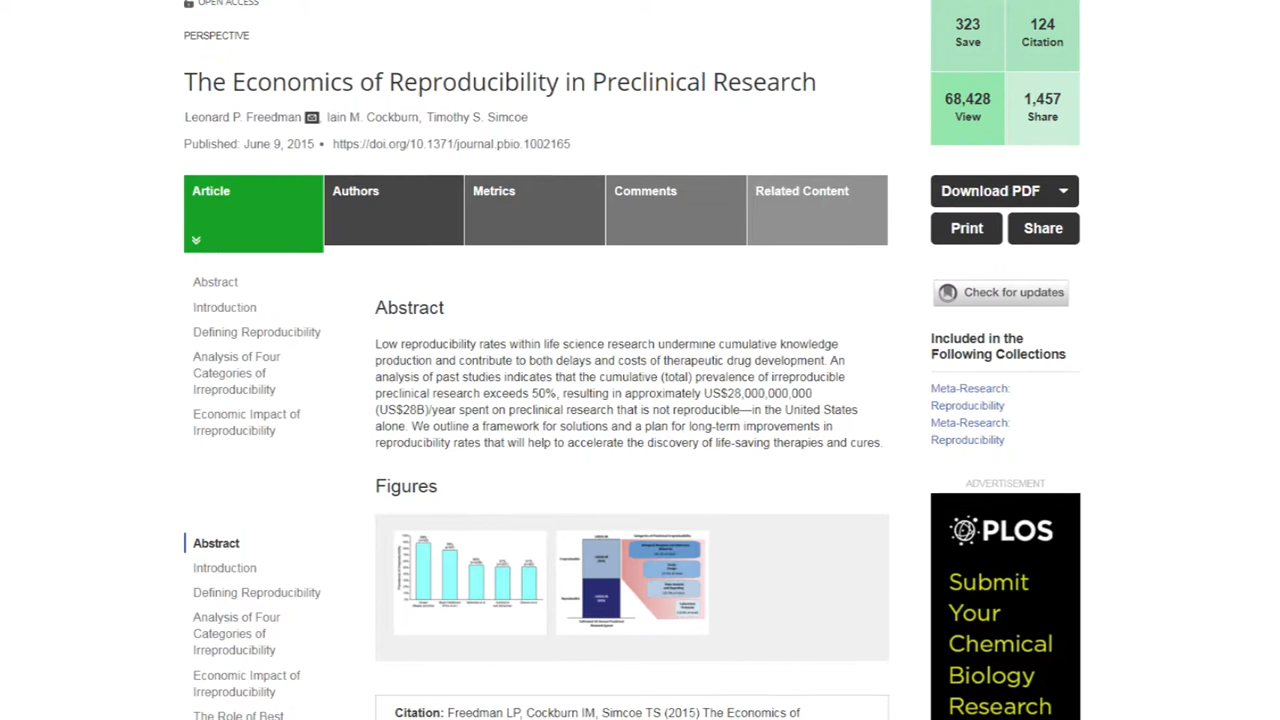 OPEN ACCESS
PERSPECTIVE
The Economics of Reproducibility in Preclinical Research
Leonard P. Freedman, Iain M. Cockburn, Timothy S. Simcoe
Published: June 9, 2015 • https://doi.org/10.1371/journal.pbio.1002165
323
Save
124
Citation
68,428
View
1,457
Share
Article
Authors
Metrics
Comments
Related Content
Download PDF
Print
Share
Check for updates
Abstract
Introduction
Defining Reproducibility
Analysis of Four
Categories of
Irreproducibility
Economic Impact of
Irreproducibility
Abstract
Low reproducibility rates within life science research undermine cumulative knowledge
production and contribute to both delays and costs of therapeutic drug development. An
analysis of past studies indicates that the cumulative (total) prevalence of irreproducible
preclinical research exceeds 50%, resulting in approximately US$28,000,000,000
(US$28B)/year spent on preclinical research that is not reproducible—in the United States
alone. We outline a framework for solutions and a plan for long-term improvements in
reproducibility rates that will help to accelerate the discovery of life-saving therapies and cures.
Figures
Included in the
Following Collections
Meta-Research:
Reproducibility
Meta-Research:
Reproducibility
ADVERTISEMENT
PLOS
Submit
Your
Chemical
Biology
Research
Abstract
Introduction
Defining Reproducibility
Analysis of Four
Categories of
Irreproducibility
Economic Impact of
Irreproducibility
The Role of Best
Citation: Freedman LP, Cockburn IM, Simcoe TS (2015) The Economics of